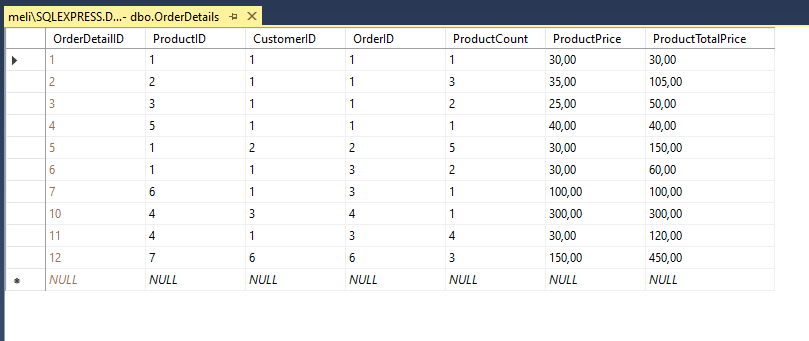 meli\SQLEXPRESS.D...- dbo.OrderDetails
OrderDetailID ProductID CustomerID OrderID ProductCount ProductPrice ProductTotalPrice
1 1 1 1 1 30,00 30,00
2 2 1 1 3 35,00 105,00
3 3 1 1 2 25,00 50,00
4 5 1 1 1 40,00 40,00
5 1 2 2 5 30,00 150,00
6 1 1 3 2 30,00 60,00
7 6 1 3 1 100,00 100,00
10 4 3 4 1 300,00 300,00
11 4 1 3 4 30,00 120,00
12 7 6 6 3 150,00 450,00
NULL NULL NULL NULL NULL NULL NULL